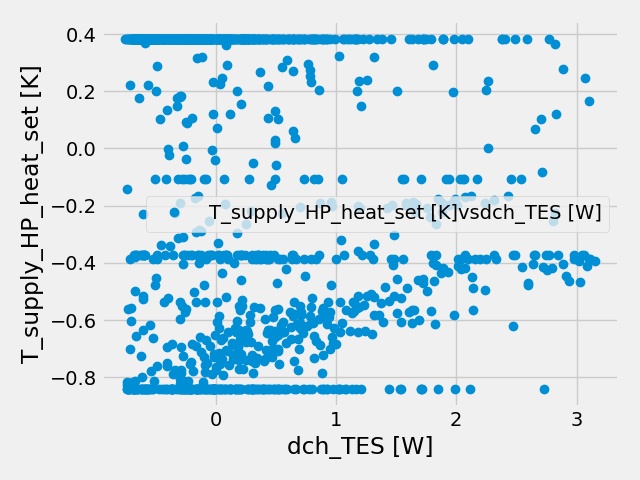 T_supply_HP_heat_set [K]
0.4
0.2
0.0
−0.2
−0.4
−0.6
−0.8
T_supply_HP_heat_set [K]vsdch_TES [W]
0 1 2 3
dch_TES [W]